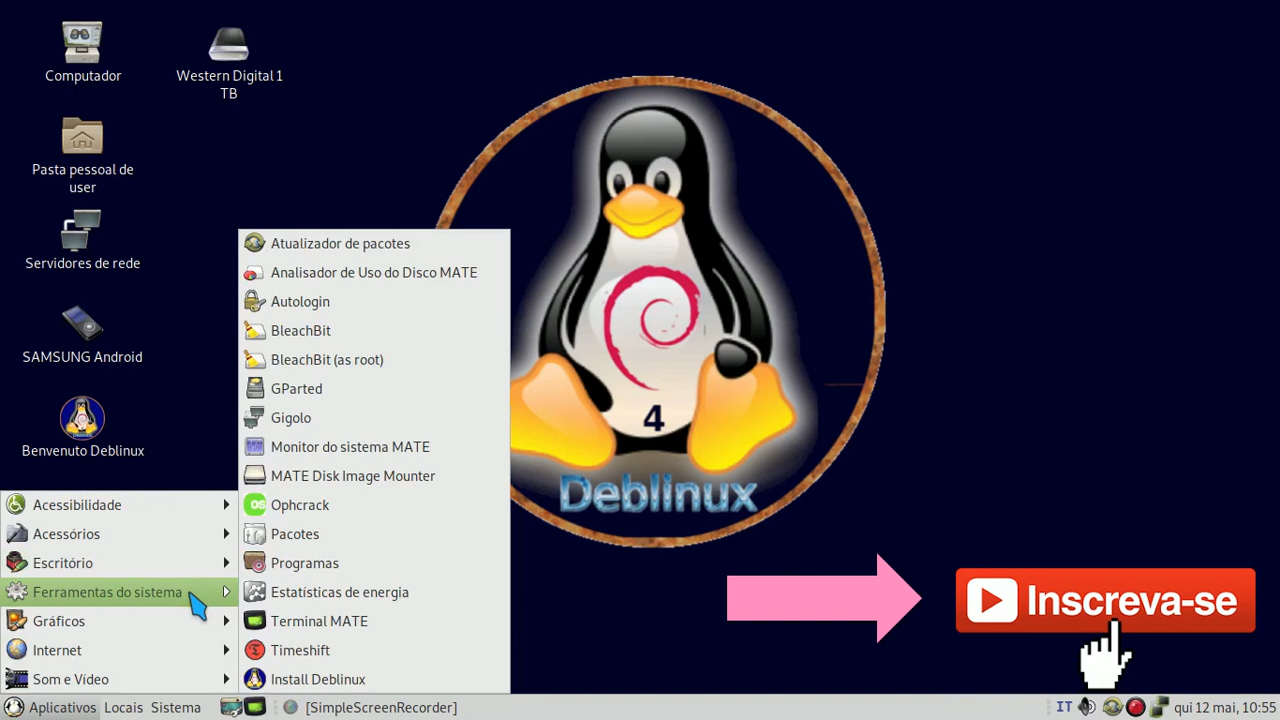 Computador
Western Digital 1
TB
Pasta pessoal de
user
Servidores de rede
SAMSUNG Android
Benvenuto Deblinux
Acessibilidade
Acessórios
Escritório
Ferramentas do sistema
Gráficos
Internet
Som e Vídeo
Atualizador de pacotes
Analisador de Uso do Disco MATE
Autologin
BleachBit
BleachBit (as root)
GParted
Gigolo
Monitor do sistema MATE
MATE Disk Image Mounter
OS Ophcrack
Pacotes
Programas
Estatísticas de energia
Terminal MATE
Timeshift
Install Deblinux
4
Deblinux
Inscreva-se
Aplicativos Locais Sistema [SimpleScreenRecorder] IT qui 12 mai, 10:55